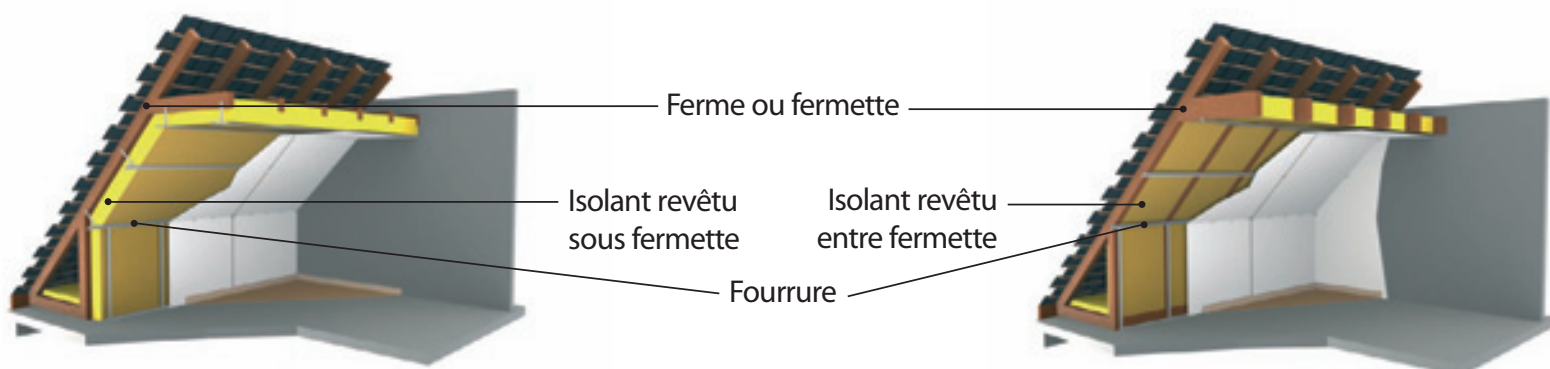 Ferme ou fermette
Isolant revêtu
sous fermette
Isolant revêtu
entre fermette
Fourrure